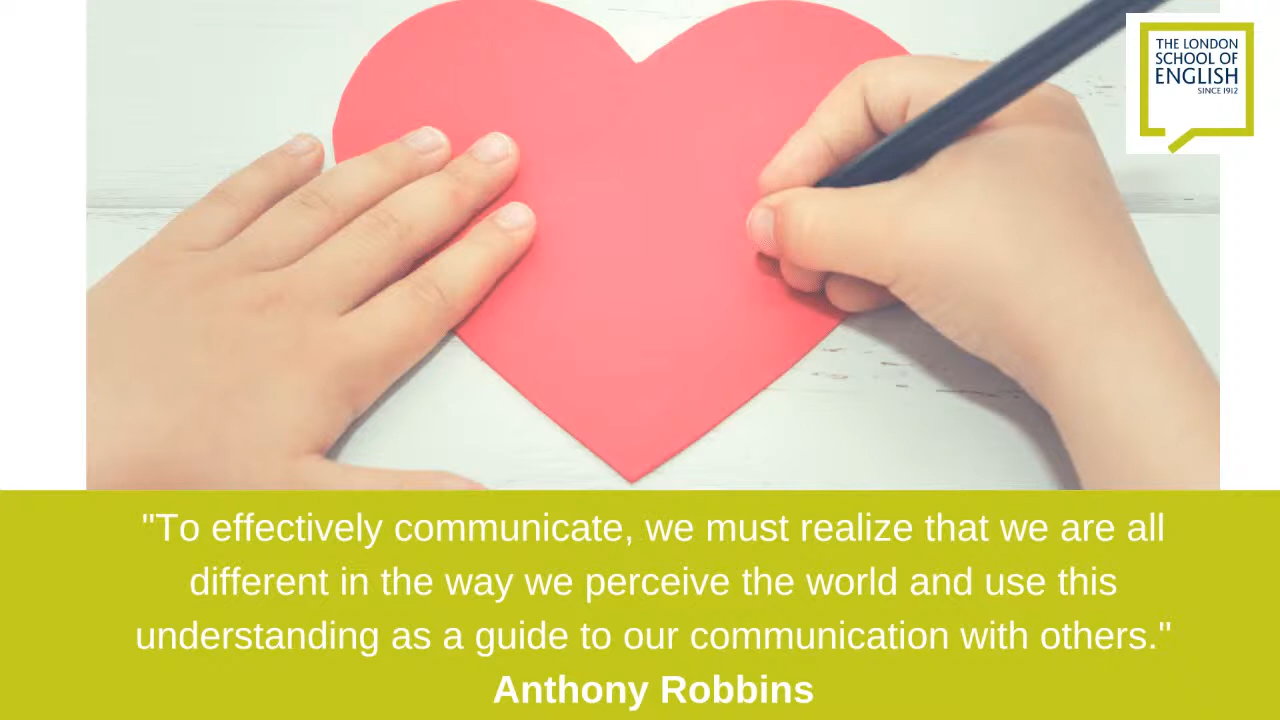 THE LONDON
SCHOOL OF
ENGLISH
SINCE 1912
"To effectively communicate, we must realize that we are all
different in the way we perceive the world and use this
understanding as a guide to our communication with others."
Anthony Robbins